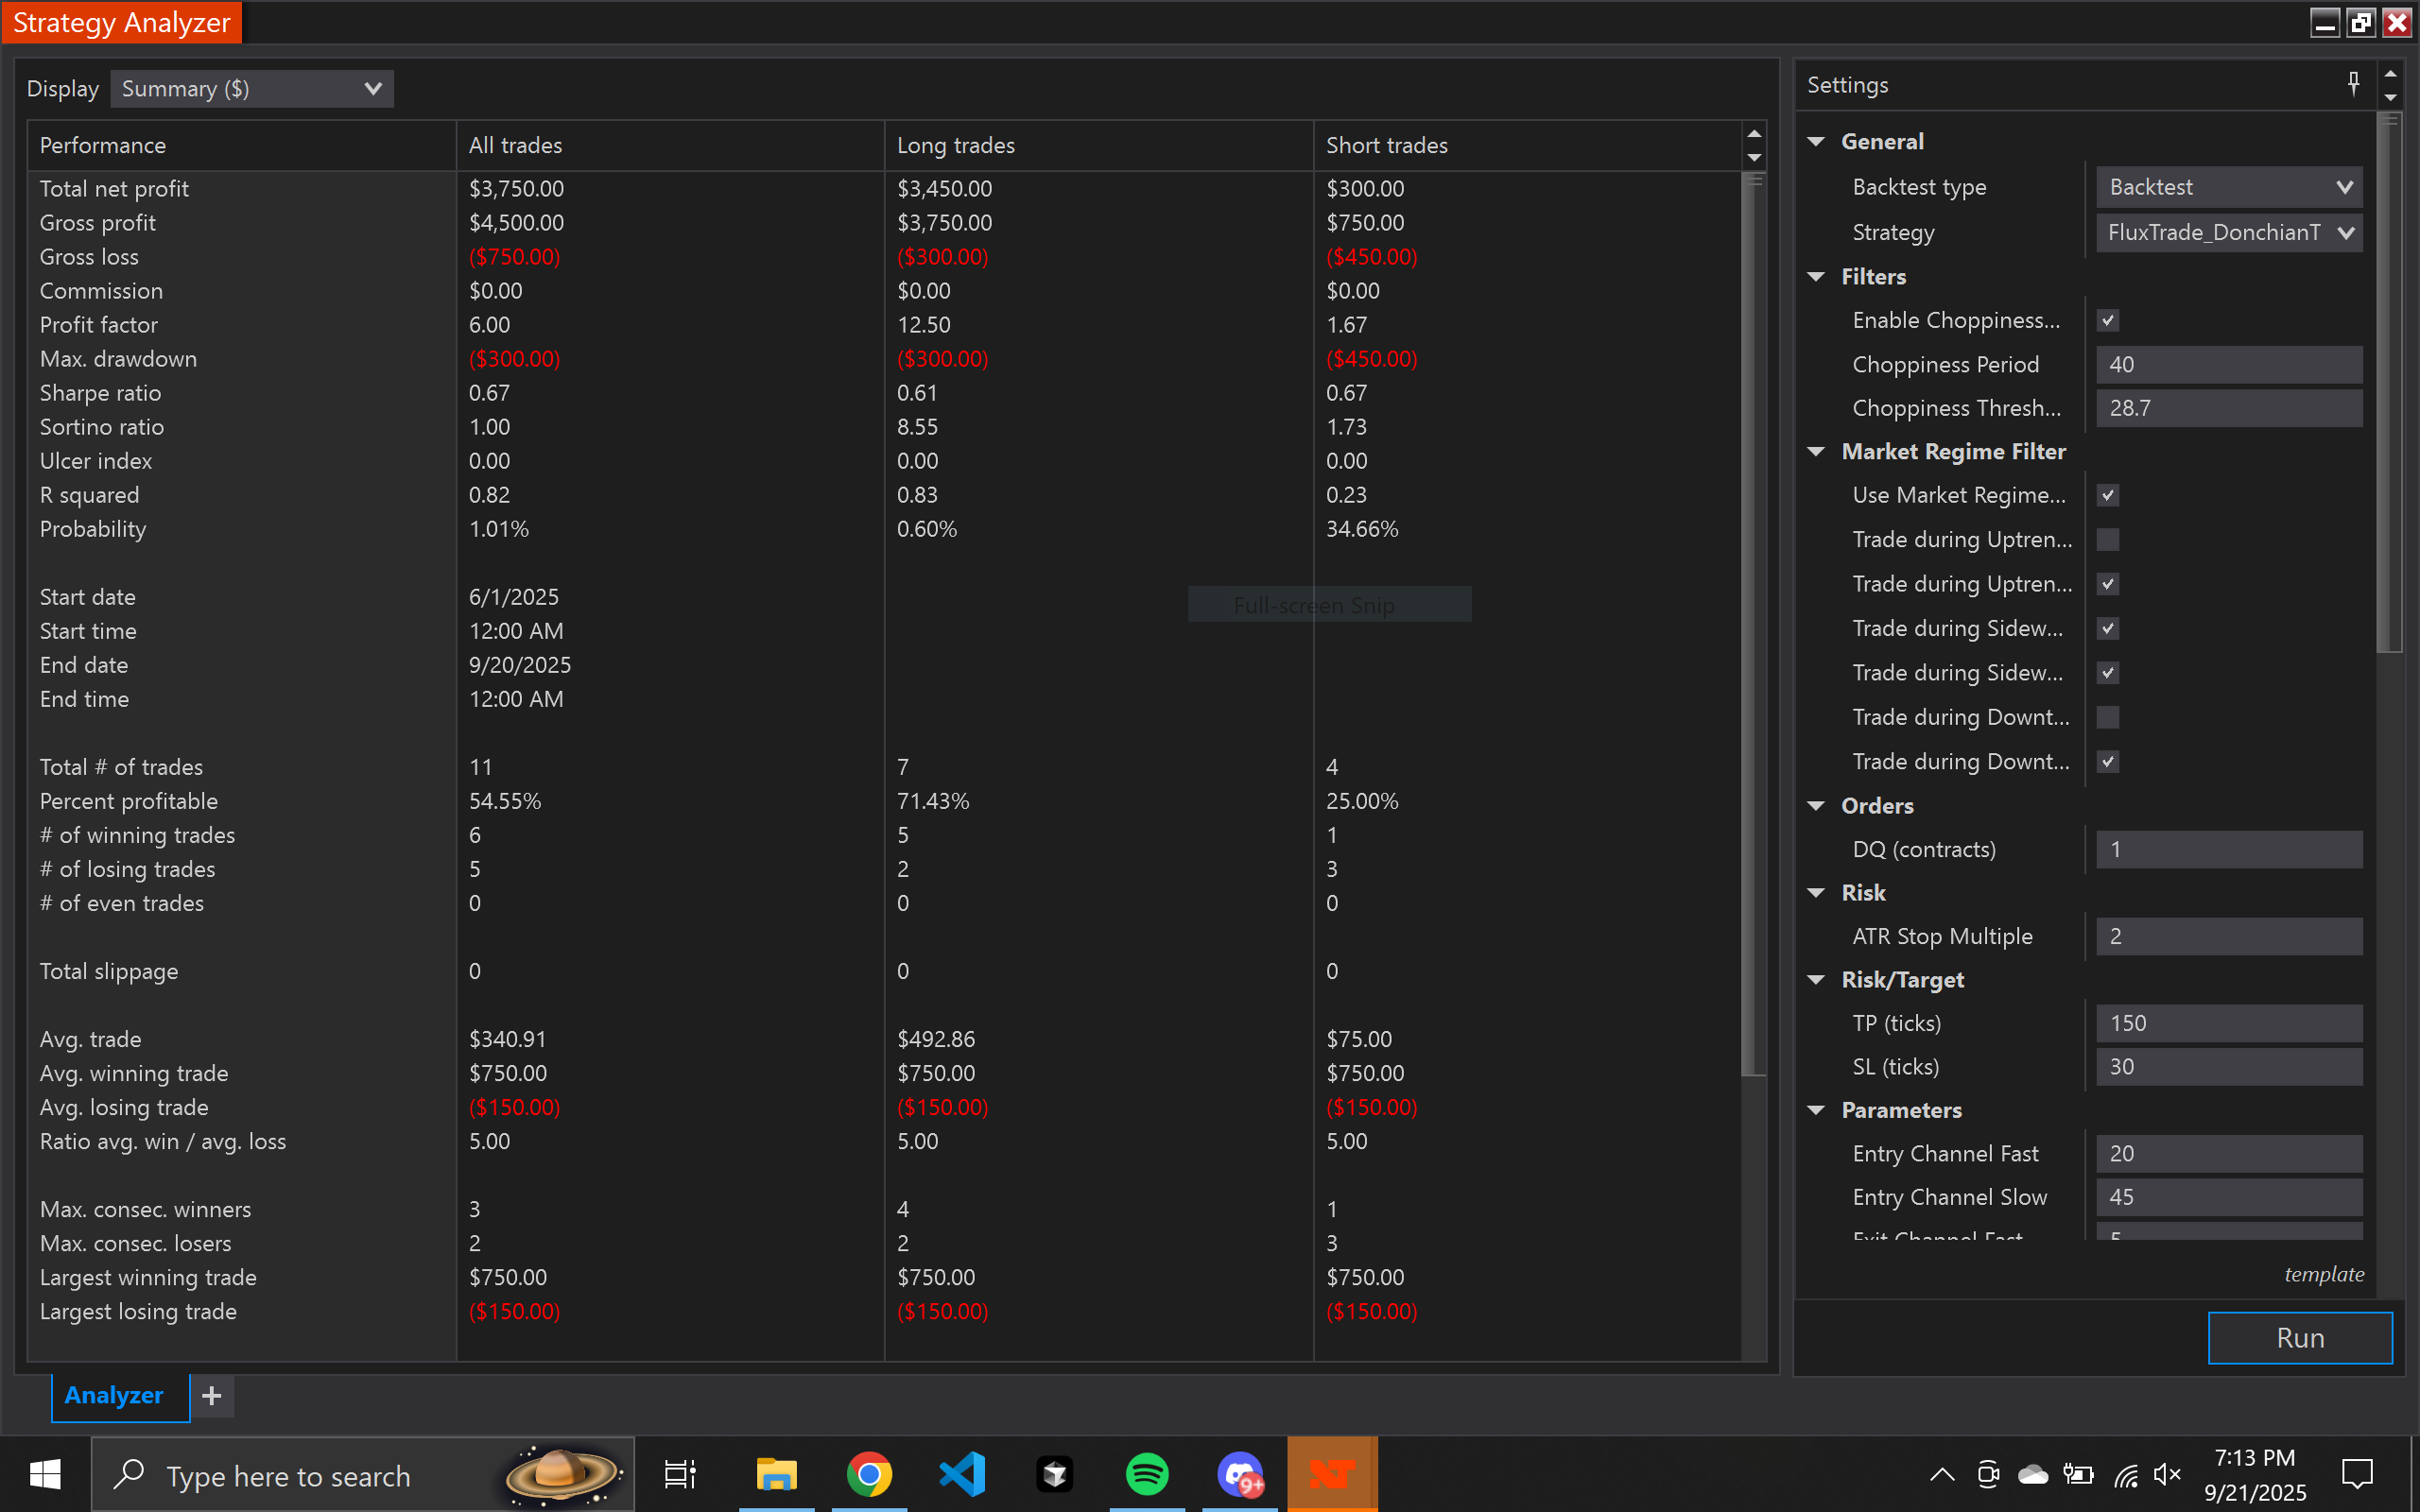 Strategy Analyzer
Display Summary ($)
Performance All trades Long trades Short trades
Total net profit $3,750.00 $3,450.00 $300.00
Gross profit $4,500.00 $3,750.00 $750.00
Gross loss ($750.00) ($300.00) ($450.00)
Commission $0.00 $0.00 $0.00
Profit factor 6.00 12.50 1.67
Max. drawdown ($300.00) ($300.00) ($450.00)
Sharpe ratio 0.67 0.61 0.67
Sortino ratio 1.00 8.55 1.73
Ulcer index 0.00 0.00 0.00
R squared 0.82 0.83 0.23
Probability 1.01% 0.60% 34.66%
Full-screen Snip
Start date 6/1/2025
Start time 12:00 AM
End date 9/20/2025
End time 12:00 AM
Total # of trades 11 7 4
Percent profitable 54.55% 71.43% 25.00%
# of winning trades 6 5 1
# of losing trades 5 2 3
# of even trades 0 0 0
Total slippage 0 0 0
Avg. trade $340.91 $492.86 $75.00
Avg. winning trade $750.00 $750.00 $750.00
Avg. losing trade ($150.00) ($150.00) ($150.00)
Ratio avg. win / avg. loss 5.00 5.00 5.00
Max. consec. winners 3 4 1
Max. consec. losers 2 2 3
Largest winning trade $750.00 $750.00 $750.00
Largest losing trade ($150.00) ($150.00) ($150.00)
Settings
General
Backtest type Backtest
Strategy FluxTrade_DonchianT
Filters
Enable Choppiness...
Choppiness Period 40
Choppiness Thresh... 28.7
Market Regime Filter
Use Market Regime...
Trade during Uptren...
Trade during Uptren...
Trade during Sidew...
Trade during Sidew...
Trade during Downt...
Trade during Downt...
Orders
DQ (contracts) 1
Risk
ATR Stop Multiple 2
Risk/Target
TP (ticks) 150
SL (ticks) 30
Parameters
Entry Channel Fast 20
Entry Channel Slow 45
Exit Channel Fast 5
template
Run
Analyzer +
Type here to search
9+
7:13 PM
9/21/2025